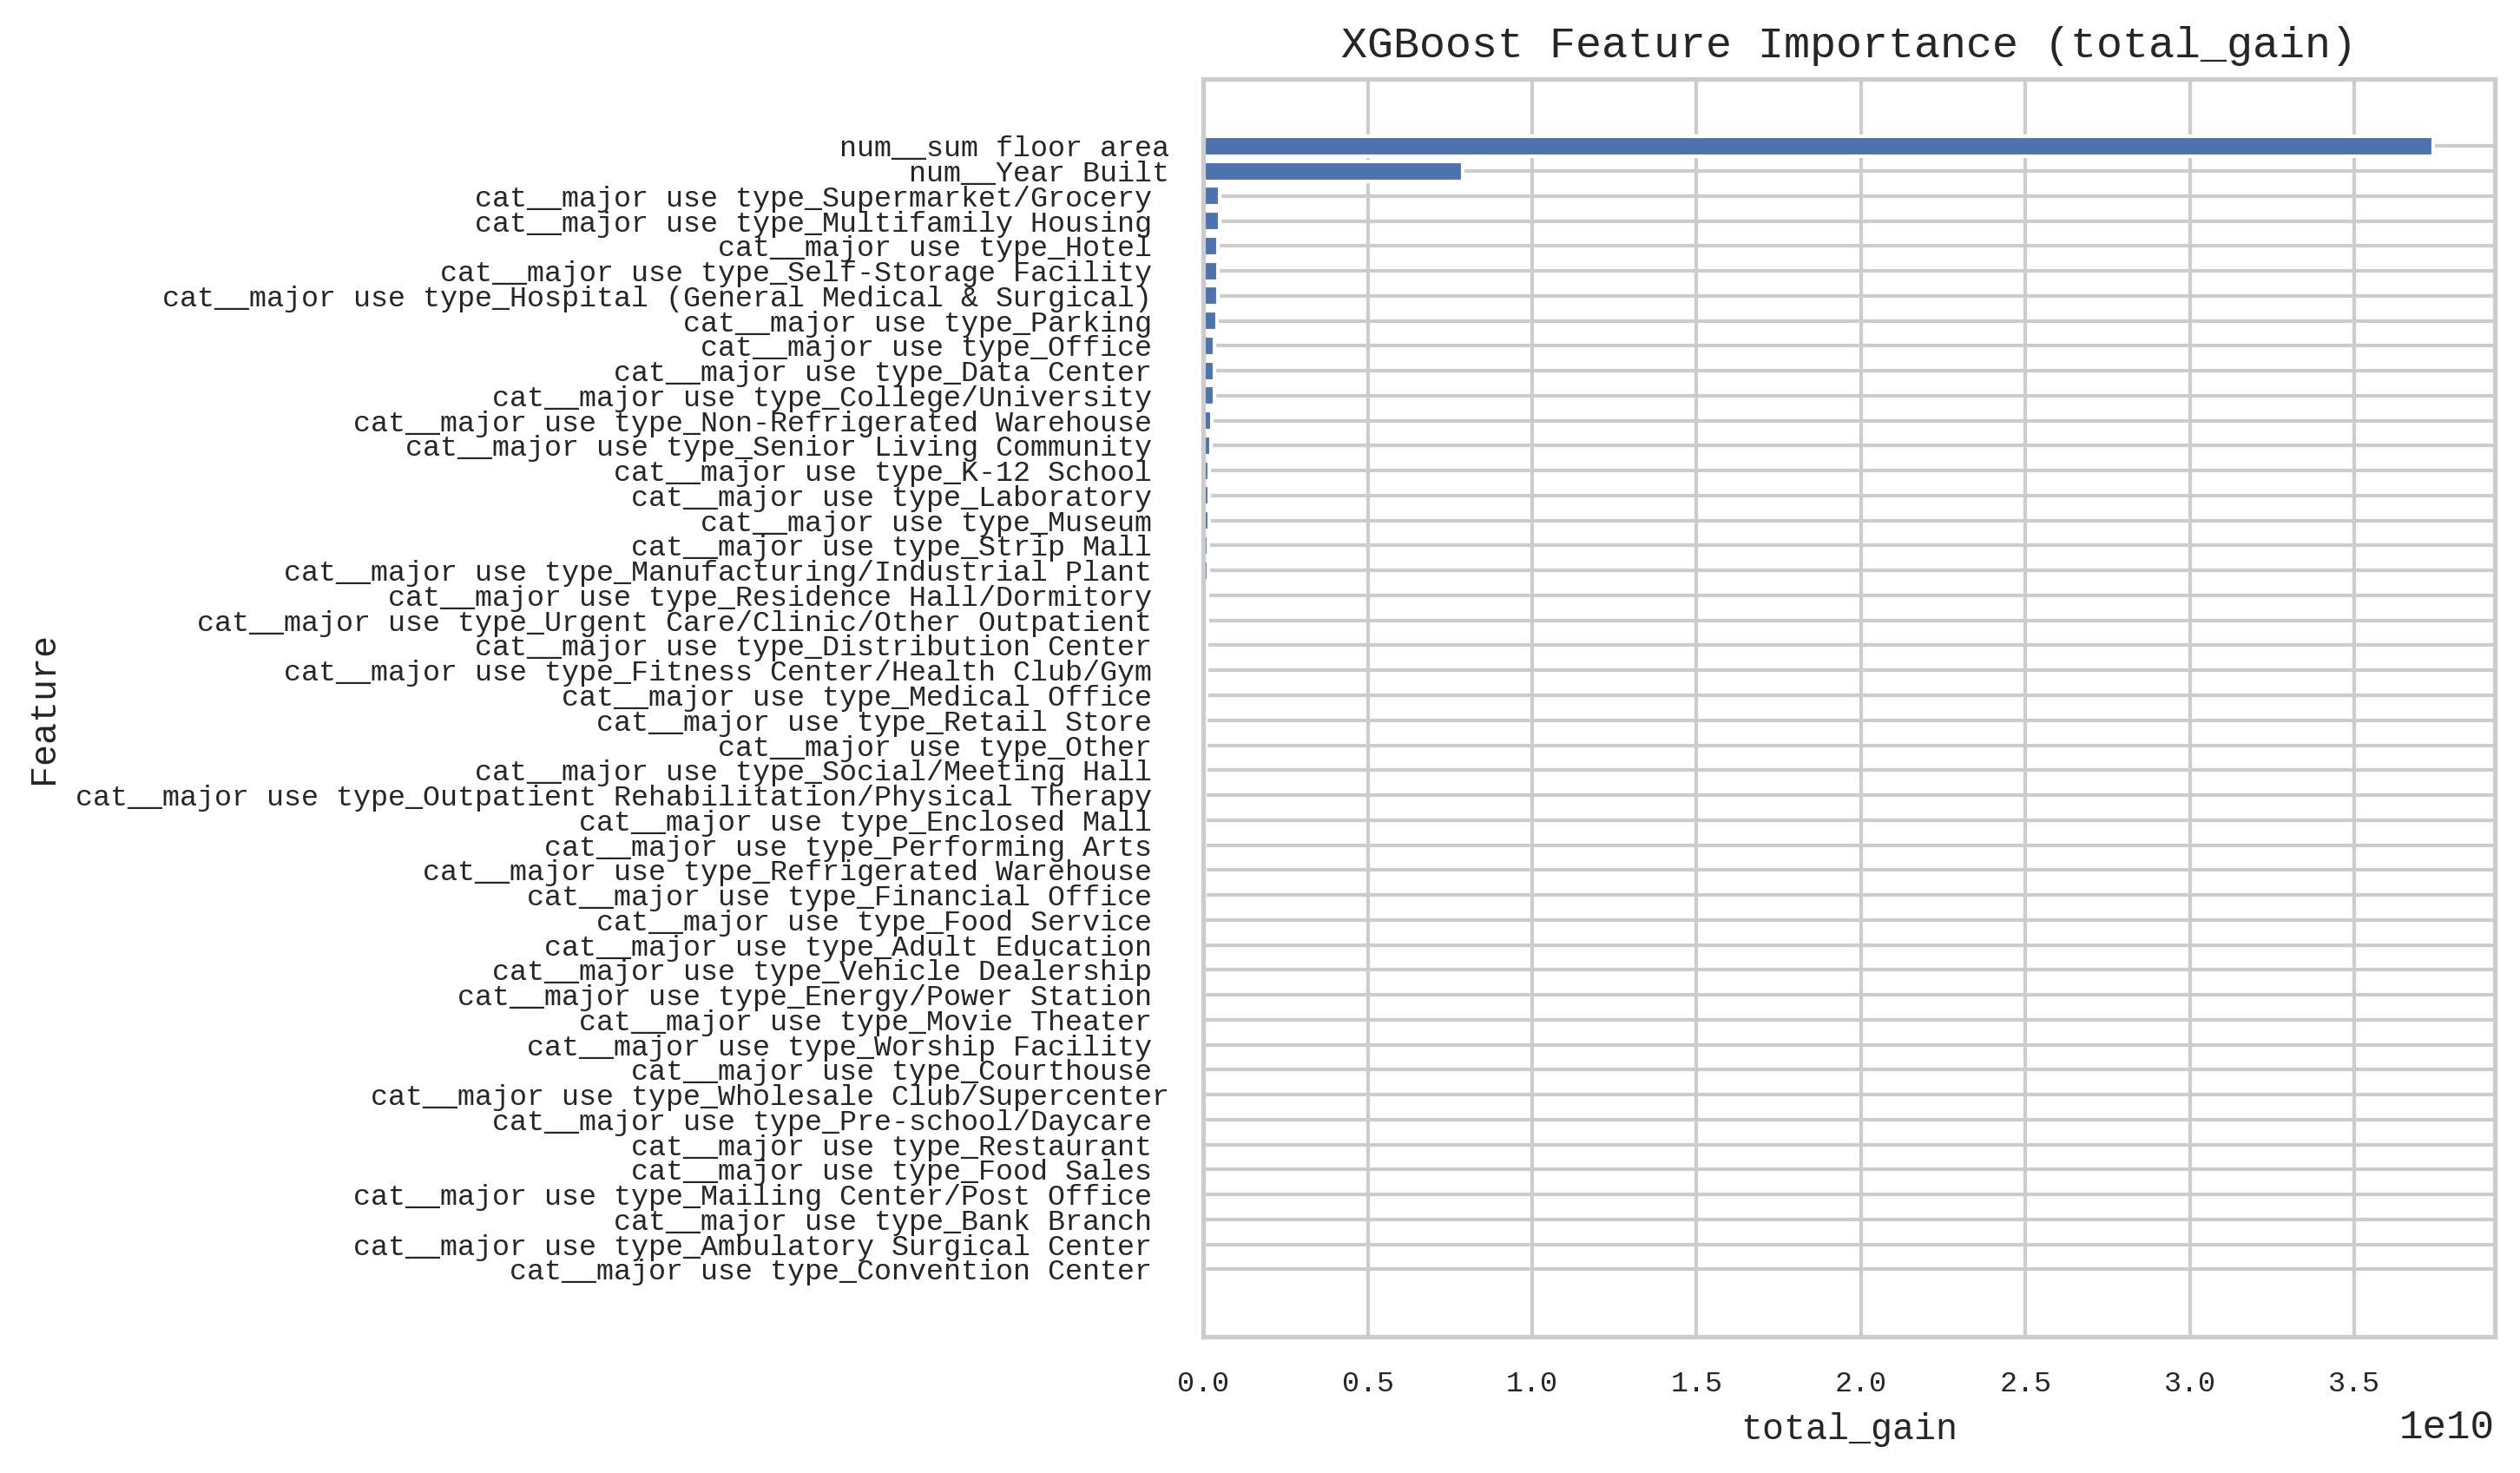 XGBoost Feature Importance (total_gain)
num__sum floor area
num__Year Built
cat__major use type_Supermarket/Grocery
cat__major use type_Multifamily Housing
cat__major use type_Hotel
cat__major use type_Self-Storage Facility
cat__major use type_Hospital (General Medical & Surgical)
cat__major use type_Parking
cat__major use type_Office
cat__major use type_Data Center
cat__major use type_College/University
cat__major use type_Non-Refrigerated Warehouse
cat__major use type_Senior Living Community
cat__major use type_K-12 School
cat__major use type_Laboratory
cat__major use type_Museum
cat__major use type_Strip Mall
cat__major use type_Manufacturing/Industrial Plant
cat__major use type_Residence Hall/Dormitory
cat__major use type_Urgent Care/Clinic/Other Outpatient
cat__major use type_Distribution Center
cat__major use type_Fitness Center/Health Club/Gym
cat__major use type_Medical Office
cat__major use type_Retail Store
cat__major use type_Other
cat__major use type_Social/Meeting Hall
cat__major use type_Outpatient Rehabilitation/Physical Therapy
cat__major use type_Enclosed Mall
cat__major use type_Performing Arts
cat__major use type_Refrigerated Warehouse
cat__major use type_Financial Office
cat__major use type_Food Service
cat__major use type_Adult Education
cat__major use type_Vehicle Dealership
cat__major use type_Energy/Power Station
cat__major use type_Movie Theater
cat__major use type_Worship Facility
cat__major use type_Courthouse
cat__major use type_Wholesale Club/Supercenter
cat__major use type_Pre-school/Daycare
cat__major use type_Restaurant
cat__major use type_Food Sales
cat__major use type_Mailing Center/Post Office
cat__major use type_Bank Branch
cat__major use type_Ambulatory Surgical Center
cat__major use type_Convention Center
Feature
0.0 0.5 1.0 1.5 2.0 2.5 3.0 3.5
total_gain
1e10